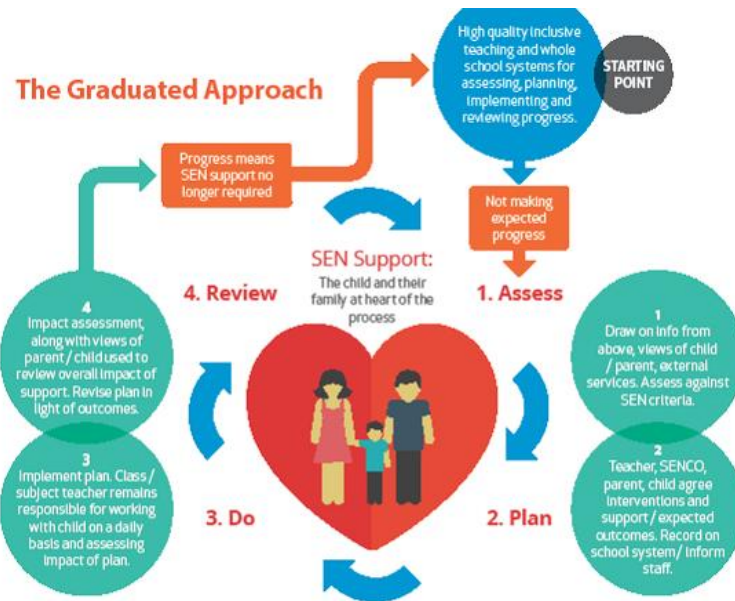 The Graduated Approach
High quality inclusive
teaching and whole
school systems for
assessing, planning,
implementing and
reviewing progress.
STARTING
POINT
Progress means
SEN support no
longer required
Not making
expected
progress
SEN Support:
The child and their
family at heart of the
process
4. Review
1. Assess
4
Impact assessment,
along with views of
parent / child used to
review overall impact of
support. Revise plan in
light of outcomes.
1
Draw on info from
above, views of child
/ parent, external
services. Assess against
SEN criteria.
3
Implement plan. Class /
subject teacher remains
responsible for working
with child on a daily
basis and assessing
impact of plan.
3. Do
2. Plan
2
Teacher, SENCO,
parent, child agree
interventions and
support / expected
outcomes. Record on
school system / inform
staff.